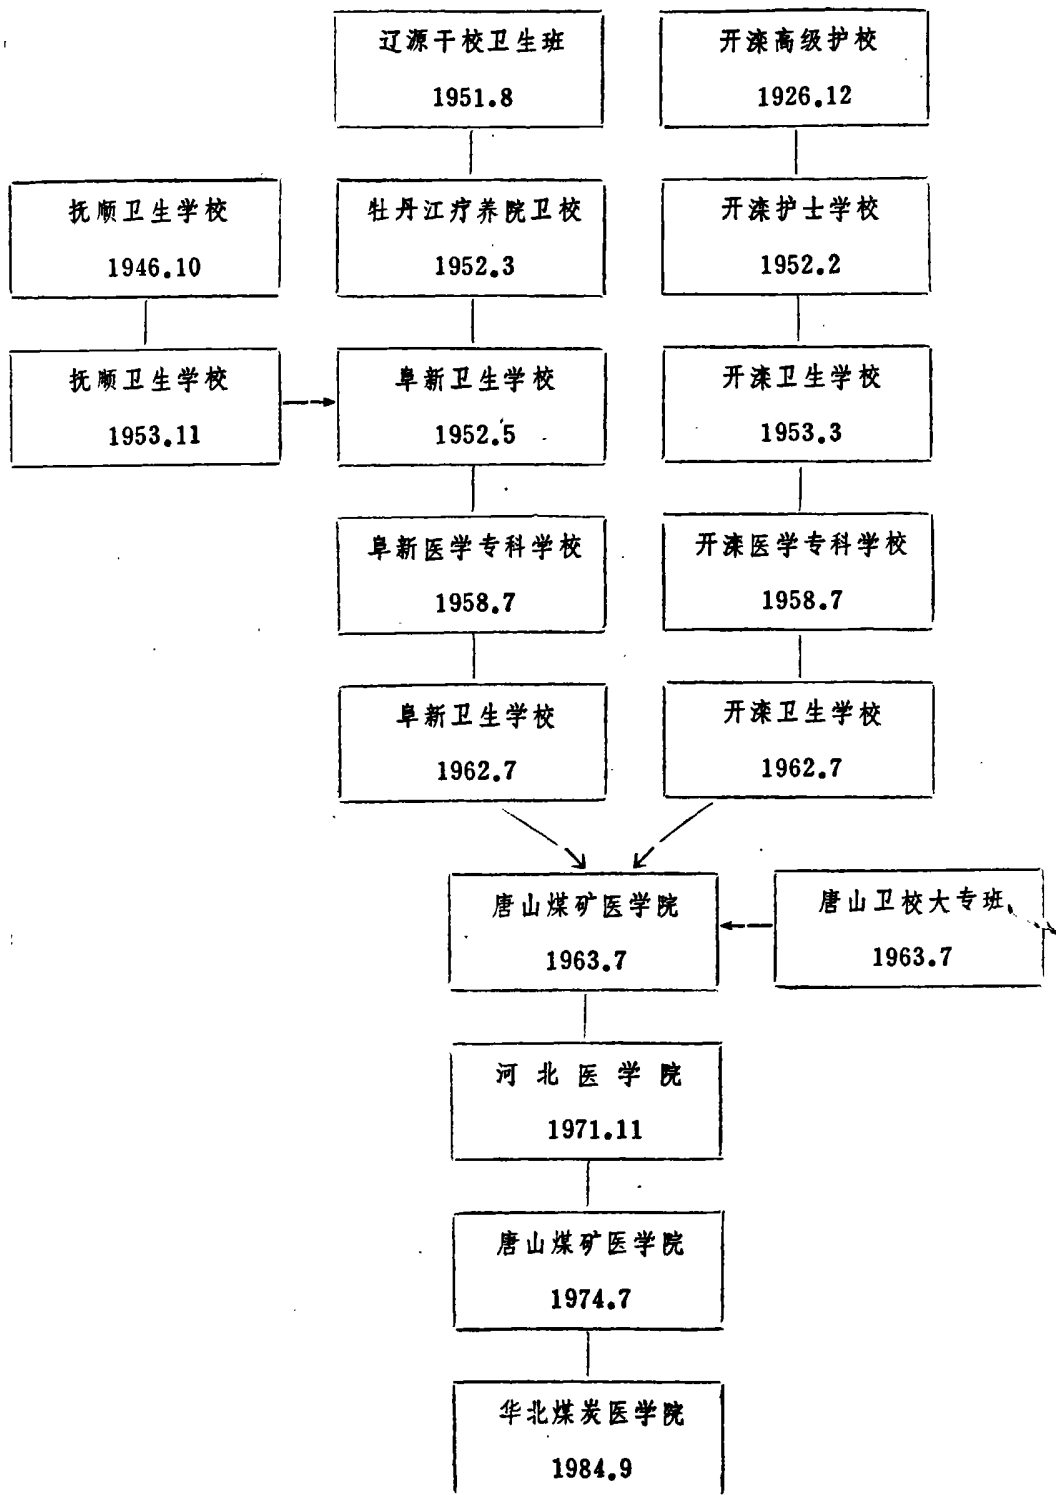 辽源干校卫生班
1951.8
开滦高级护校
1926.12
抚顺卫生学校
1946.10
牡丹江疗养院卫校
1952.3
开滦护士学校
1952.2
抚顺卫生学校
1953.11
阜新卫生学校
1952.5
开滦卫生学校
1953.3
阜新医学专科学校
1958.7
开滦医学专科学校
1958.7
阜新卫生学校
1962.7
开滦卫生学校
1962.7
唐山煤矿医学院
1963.7
唐山卫校大专班
1963.7
河北医学院
1971.11
唐山煤矿医学院
1974.7
华北煤炭医学院
1984.9